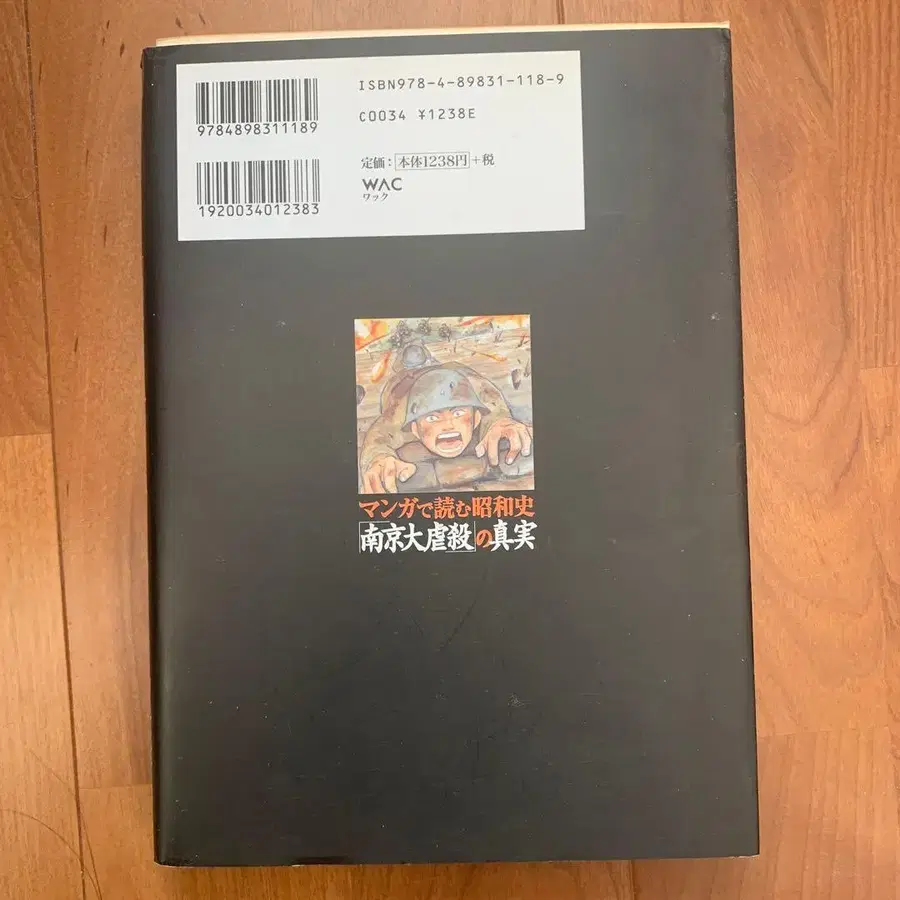 ISBN978-4-89831-118-9
C0034 ¥1238E
9784898311189
定価：本体1238円+税
WAC
ワック
1920034012383
マンガで読む昭和史
「南京大虐殺」の真実